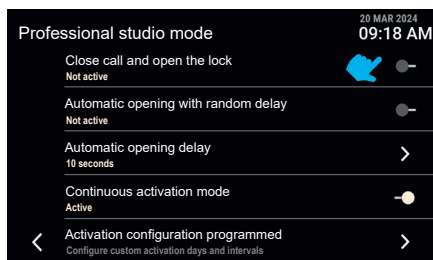 20 MAR 2024
Professional studio mode
09:18 AM
Close call and open the lock
Not active
Automatic opening with random delay
Not active
Automatic opening delay
10 seconds
Continuous activation mode
Active
Activation configuration programmed
Configure custom activation days and intervals